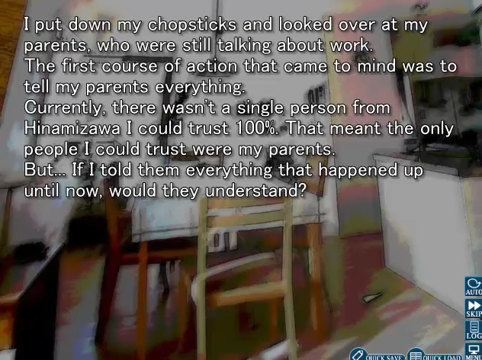 I put down my chopsticks and looked over at my
parents, who were still talking about work.
The first course of action that came to mind was to
tell my parents everything.
Currently, there wasn't a single person from
Hinamizawa I could trust 100%. That meant the only
people I could trust were my parents.
But... If I told them everything that happened up
until now, would they understand?
AUTO
SKIP
LOG
QUICK SAVE
QUICK LOAD
MENU